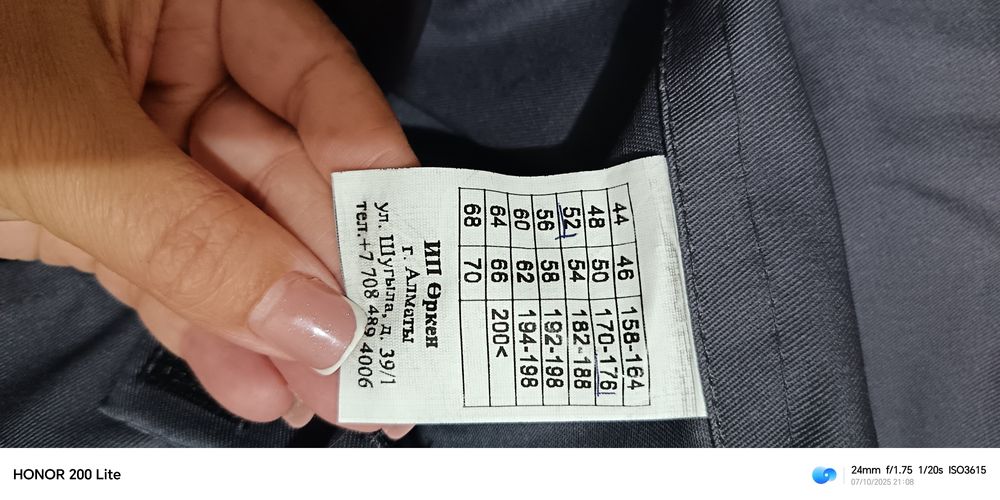 44 46 158-164
48 50 170-176
52 54 182-188
56 58 192-198
60 62 194-198
64 66 200<
68 70
ИП Өркен
г. Алматы
ул. Шугыла, д. 39/1
тел.+7 708 489 4006
HONOR 200 Lite
24mm f/1.75 1/20s ISO3615
07/10/2025 21:08